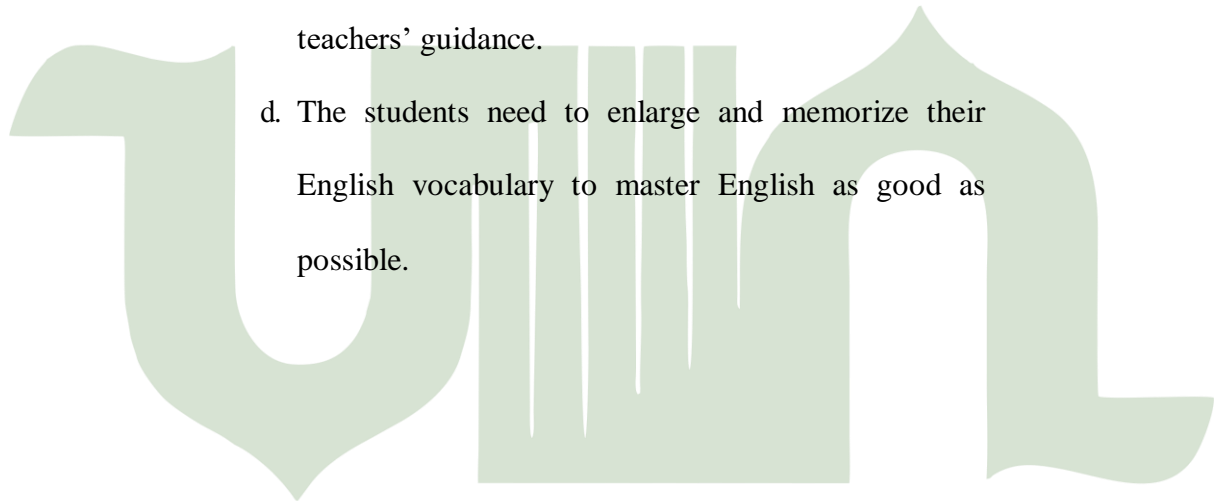 teachers’ guidance.
d. The students need to enlarge and memorize their
English vocabulary to master English as good as
possible.